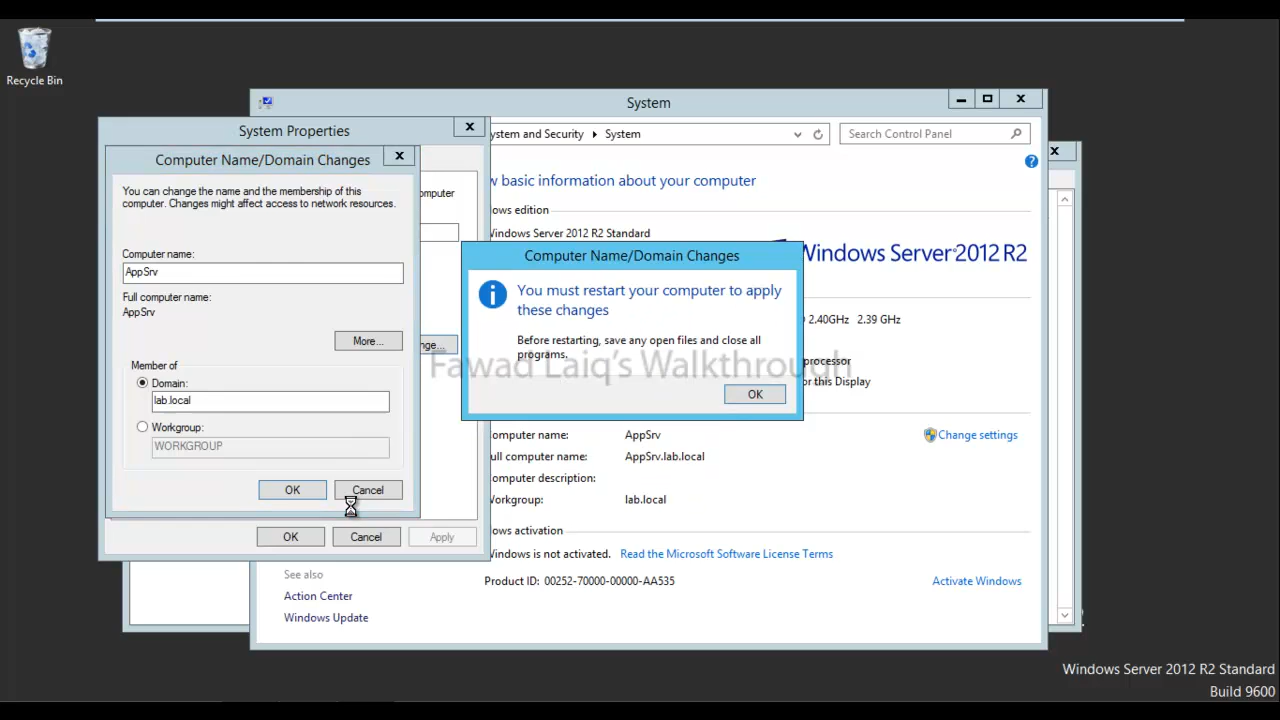 Recycle Bin
System
System Properties
ystem and Security
System
Search Control Panel
Computer Name/Domain Changes
w basic information about your computer
You can change the name and the membership of this
computer. Changes might affect access to network resources.
omputer
ows edition
Windows Server 2012 R2 Standard
Computer Name/Domain Changes
Windows Server 2012 R2
You must restart your computer to apply
these changes
Before restarting, save any open files and close all
programs.
OK
Computer name:
AppSrv
Full computer name:
AppSrv
More...
nge...
2.40GHz 2.39 GHz
processor
or this Display
Fawad Laiq's Walkthrough
Member of
Domain:
lab.local
Workgroup:
WORKGROUP
OK
Cancel
OK
Cancel
Apply
omputer name:
AppSrv
Change settings
ull computer name:
AppSrv.lab.local
omputer description:
Workgroup:
lab.local
ows activation
Windows is not activated. Read the Microsoft Software License Terms
Product ID: 00252-70000-00000-AA535
Activate Windows
See also
Action Center
Windows Update
Windows Server 2012 R2 Standard
Build 9600